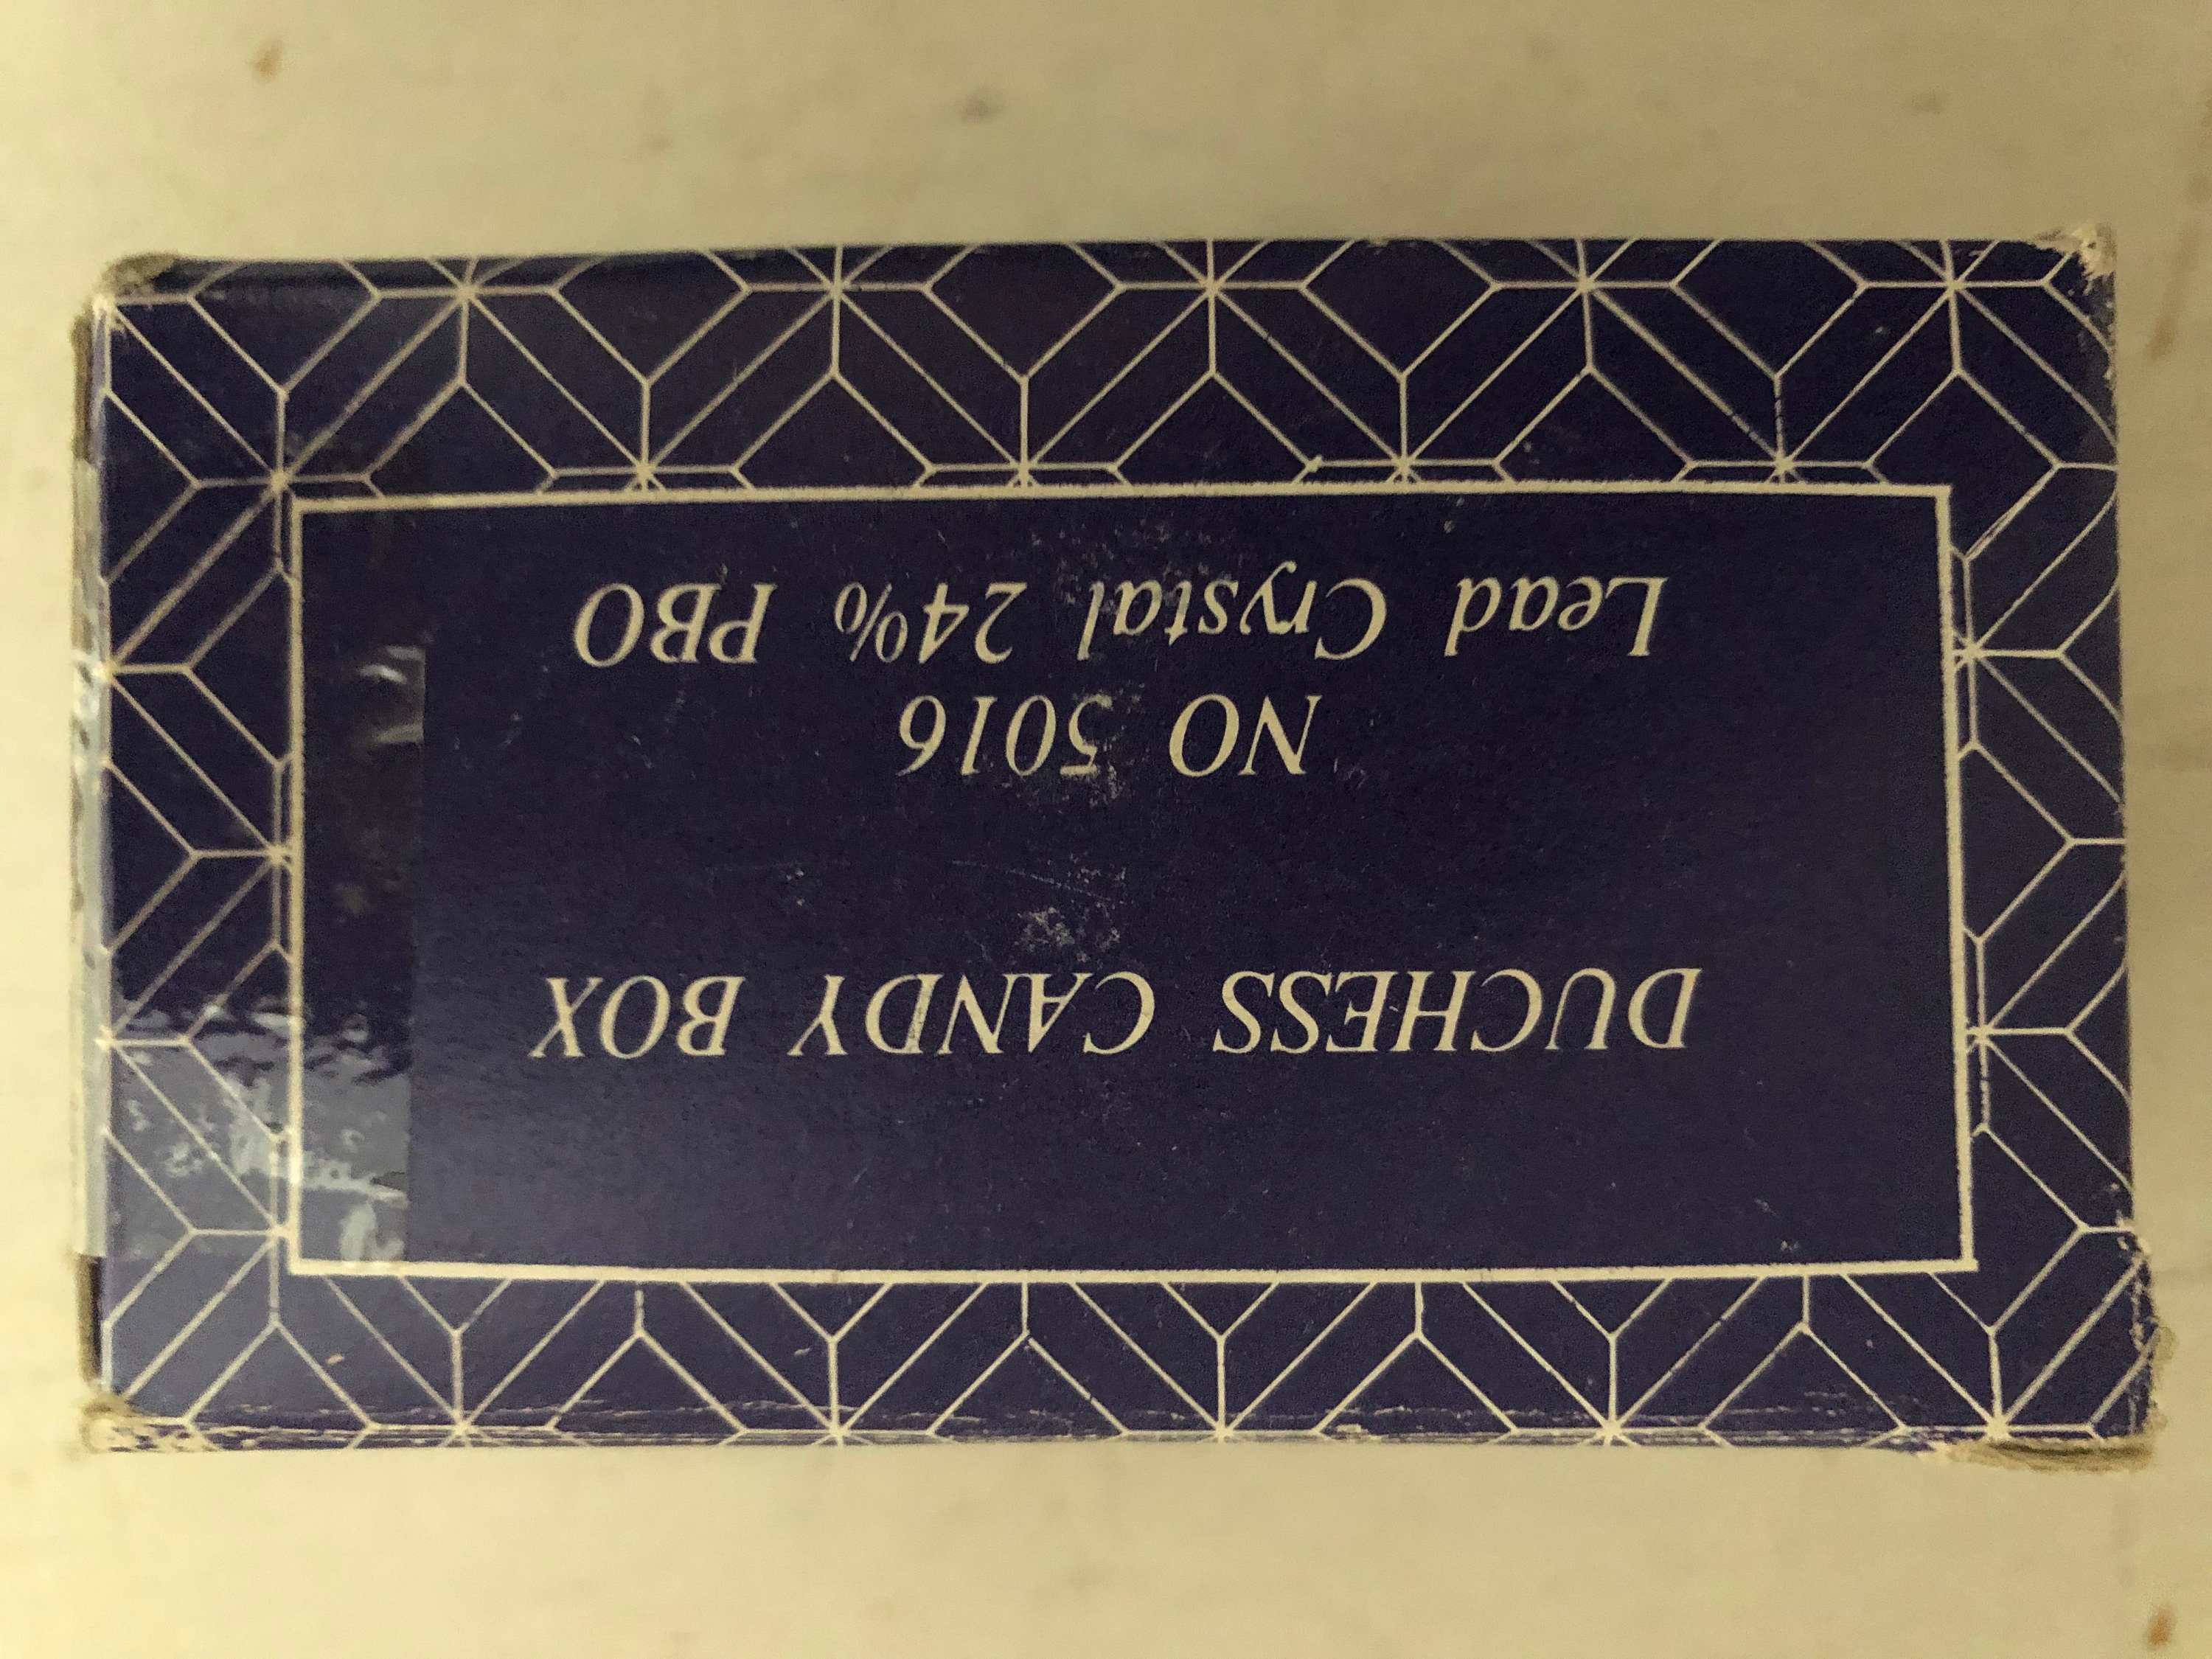 DUCHESS CANDY BOX
NO 5016
Lead Crystal 24% PBO